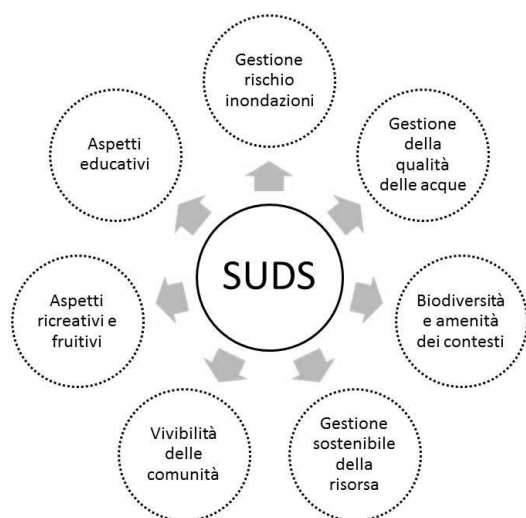 Gestione
rischio
inondazioni
Gestione
della
qualità
delle acque
Biodiversità
e amenità
dei contesti
Gestione
sostenibile
della
risorsa
Vivibilità
delle
comunità
Aspetti
ricreativi e
fruitivi
Aspetti
educativi
SUDS